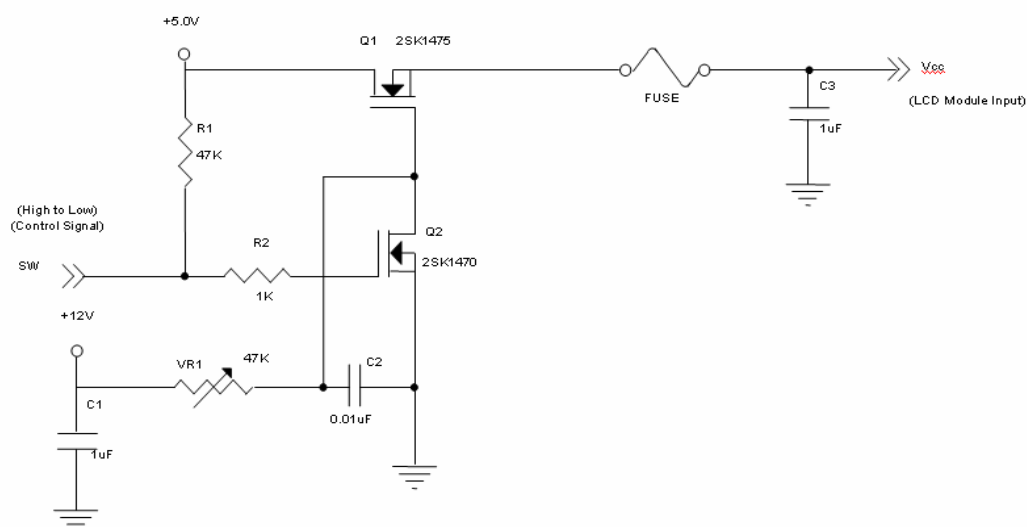 +5.0V
Q1 2SK1475
Vcc
C3
FUSE
(LCD Module Input)
1uF
R1
47K
(High to Low)
(Control Signal)
R2
Q2
SW
2SK1470
1K
+12V
47K
VR1
C2
C1
0.01uF
1uF